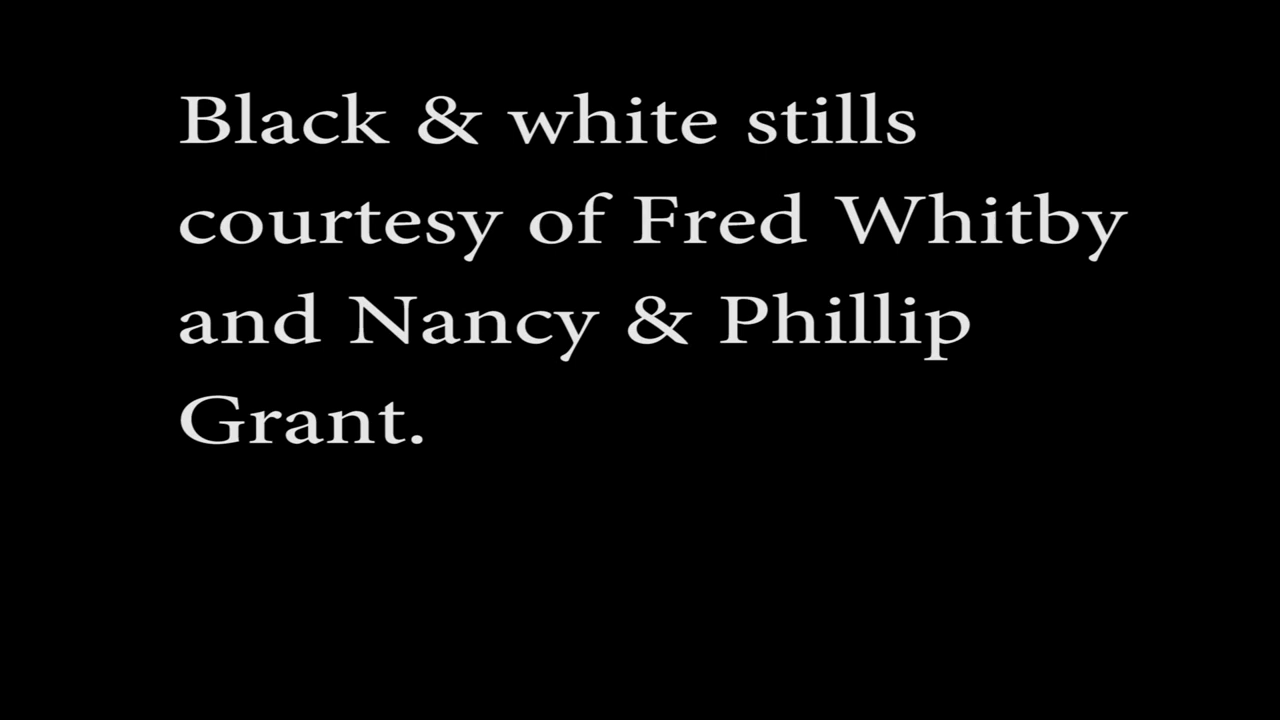 Black & white stills
courtesy of Fred Whitby
and Nancy & Phillip
Grant.